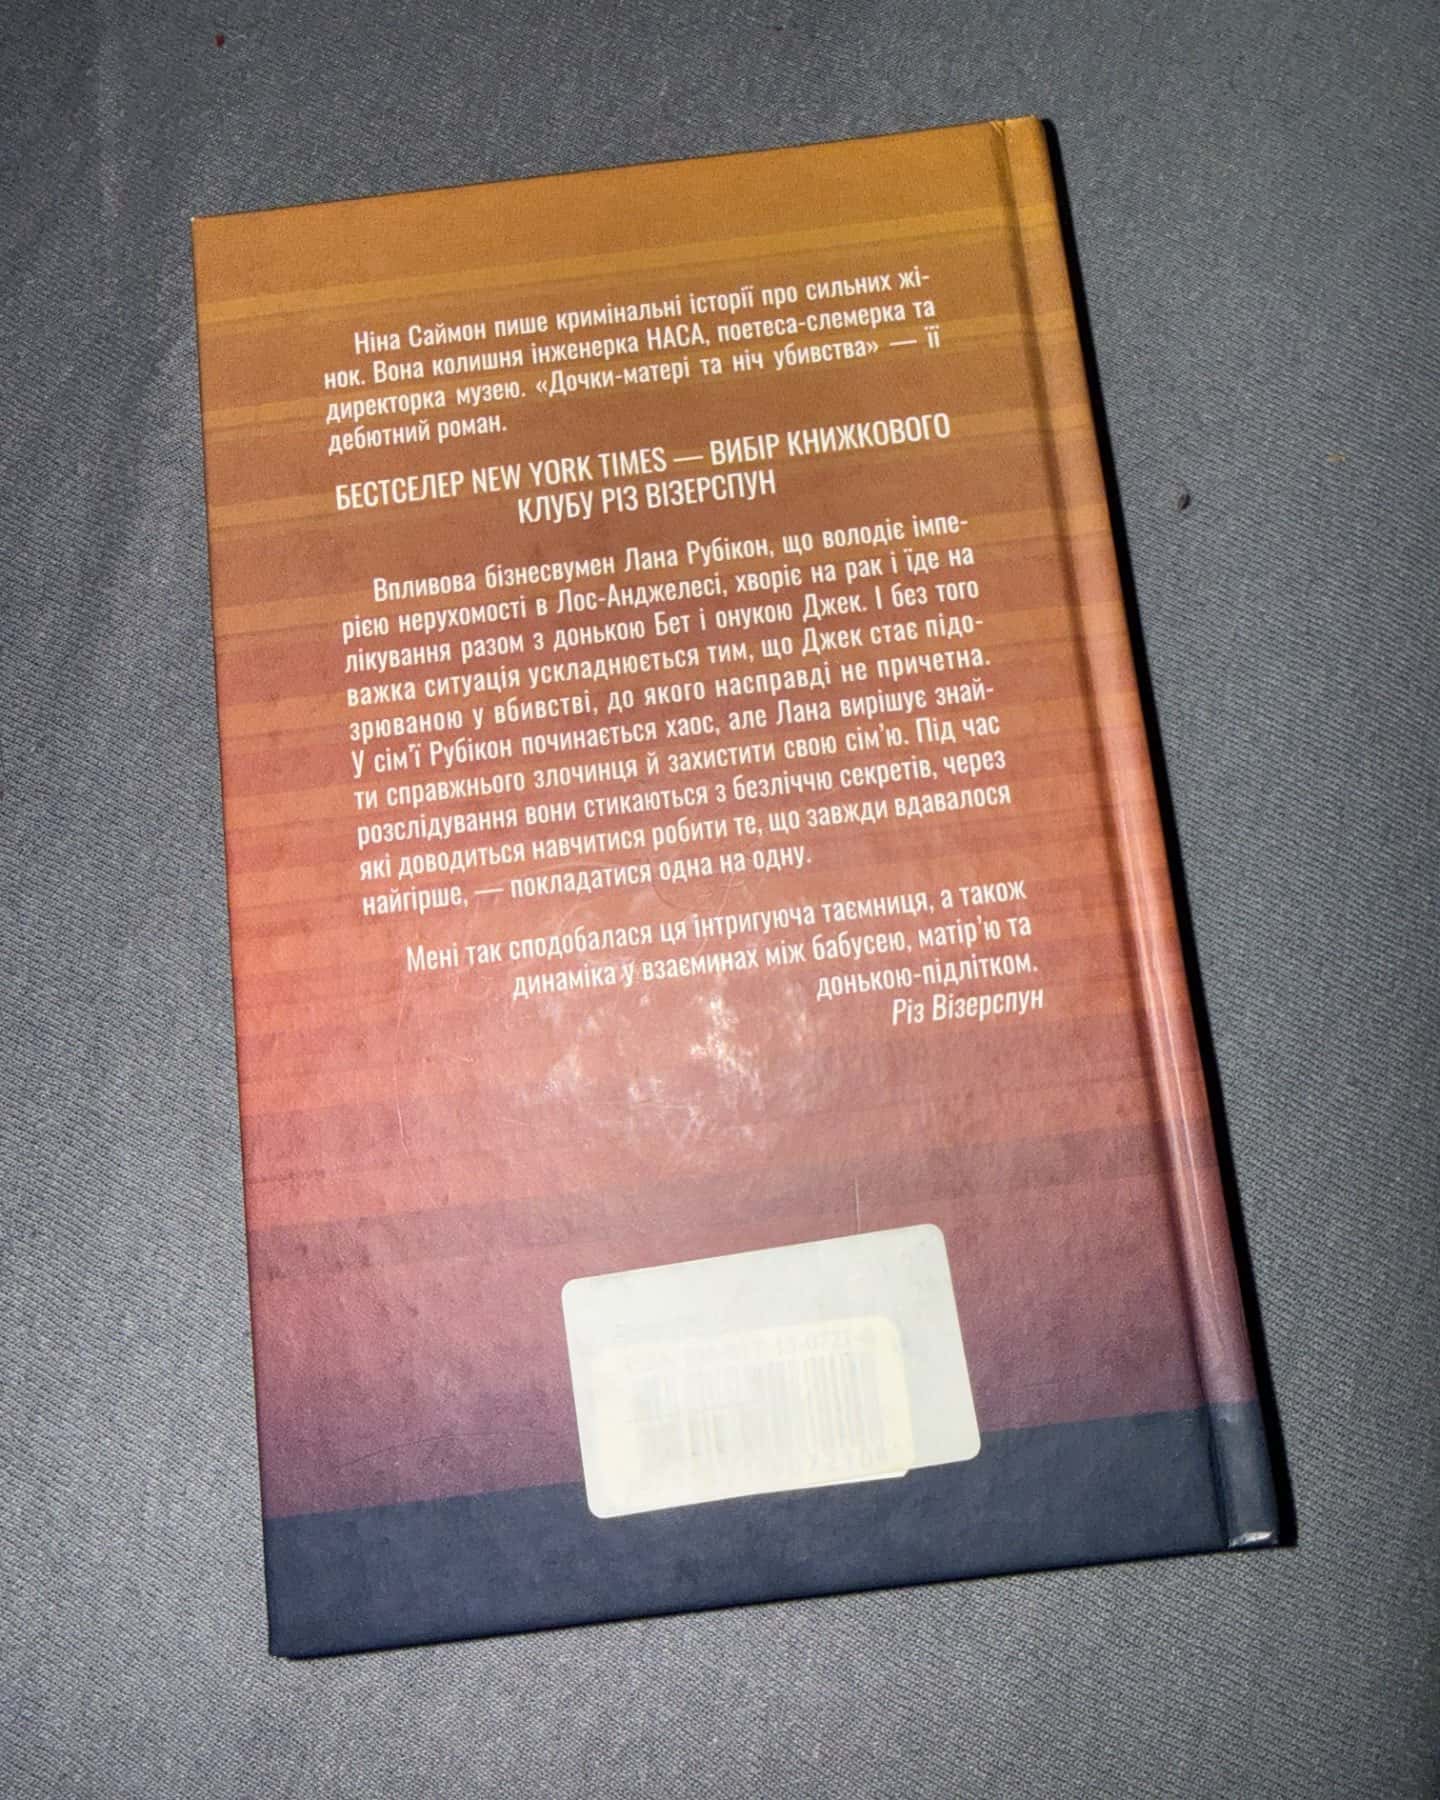 Ніна Саймон пише кримінальні історії про сильних жі-
нок. Вона колишня інженерка НАСА, поетеса-слемерка та
директорка музею. «Дочки-матері та ніч убивства» — її
дебютний роман.
БЕСТСЕЛЕР NEW YORK TIMES — ВИБІР КНИЖКОВОГО
КЛУБУ РІЗ ВІЗЕРСПУН
Впливова бізнесвумен Лана Рубікон, що володіє імпе-
рією нерухомості в Лос-Анджелесі, хворіє на рак і їде на
лікування разом з донькою Бет і онукою Джек. І без того
важка ситуація ускладнюється тим, що Джек стає підо-
зрюваною у вбивстві, до якого насправді не причетна.
У сім’ї Рубікон починається хаос, але Лана вирішує знай-
ти справжнього злочинця й захистити свою сім’ю. Під час
розслідування вони стикаються з безліччю секретів, через
які доводиться навчитися робити те, що завжди вдавалося
найгірше, — покладатися одна на одну.
Мені так сподобалася ця інтригуюча таємниця, а також
динаміка у взаєминах між бабусею, матір’ю та
донькою-підлітком.
Різ Візерспун